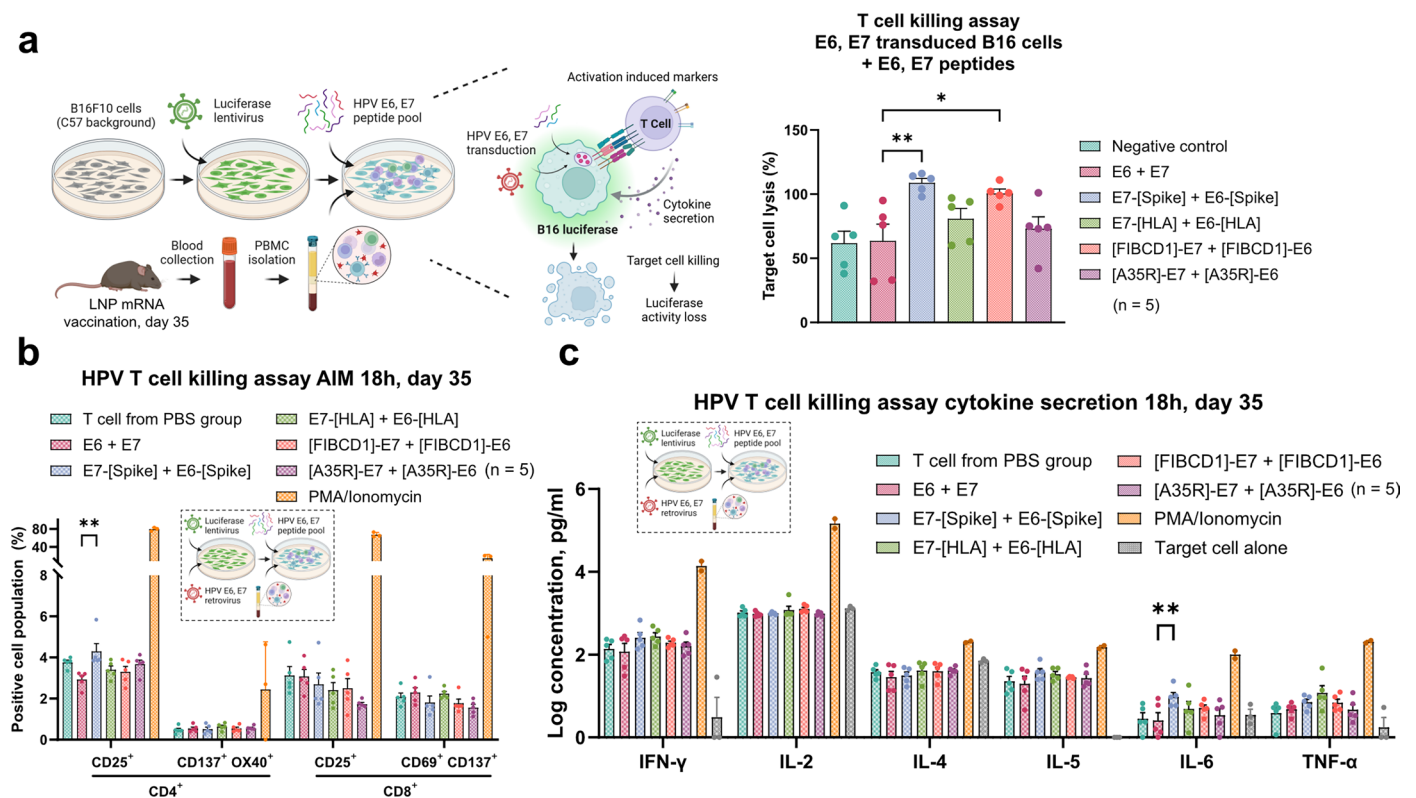 a
B16F10 cells
(C57 background)
Luciferase
lentivirus
HPV E6, E7
peptide pool
Blood
collection
PBMC
isolation
LNP mRNA
vaccination, day 35
Activation induced markers
T Cell
HPV E6, E7
transduction
Cytokine
secretion
B16 luciferase
Target cell killing
Luciferase
activity loss
T cell killing assay
E6, E7 transduced B16 cells
+ E6, E7 peptides
Target cell lysis (%)
150
100
50
0
*
**
Negative control
E6 + E7
E7-[Spike] + E6-[Spike]
E7-[HLA] + E6-[HLA]
[FIBCD1]-E7 + [FIBCD1]-E6
[A35R]-E7 + [A35R]-E6
(n = 5)
b
HPV T cell killing assay AIM 18h, day 35
T cell from PBS group
E6 + E7
E7-[Spike] + E6-[Spike]
E7-[HLA] + E6-[HLA]
[FIBCD1]-E7 + [FIBCD1]-E6
[A35R]-E7 + [A35R]-E6 (n = 5)
PMA/Ionomycin
Positive cell population (%)
80
40
8
6
4
2
0
**
Luciferase
lentivirus
HPV E6, E7
peptide pool
HPV E6, E7
retrovirus
CD25+
CD137+ OX40+
CD25+
CD69+ CD137+
CD4+
CD8+
c
HPV T cell killing assay cytokine secretion 18h, day 35
Luciferase
lentivirus
HPV E6, E7
peptide pool
HPV E6, E7
retrovirus
T cell from PBS group
E6 + E7
E7-[Spike] + E6-[Spike]
E7-[HLA] + E6-[HLA]
[FIBCD1]-E7 + [FIBCD1]-E6
[A35R]-E7 + [A35R]-E6 (n = 5)
PMA/Ionomycin
Target cell alone
Log concentration, pg/ml
6
4
2
0
**
IFN-γ
IL-2
IL-4
IL-5
IL-6
TNF-α